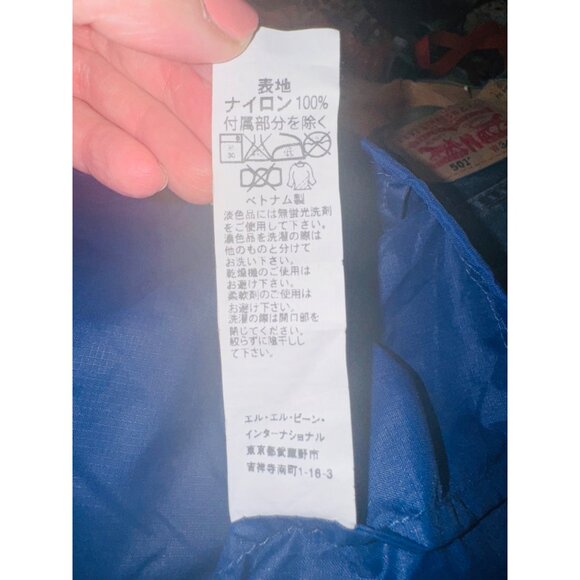 表地
ナイロン 100%
付属部分を除く
ベトナム製
淡色品には無蛍光洗剤
をご使用して下さい。
濃色品を洗濯の際は
他のものと分けて
お洗い下さい。
乾燥機のご使用は
お避け下さい。
柔軟剤のご使用は
お避け下さい。
洗濯の際は開口部を
閉じてください。
絞らずに陰干しし
て下さい。
エル・エル・ビーン・
インターナショナル
東京都武蔵野市
吉祥寺南町1-16-3
501